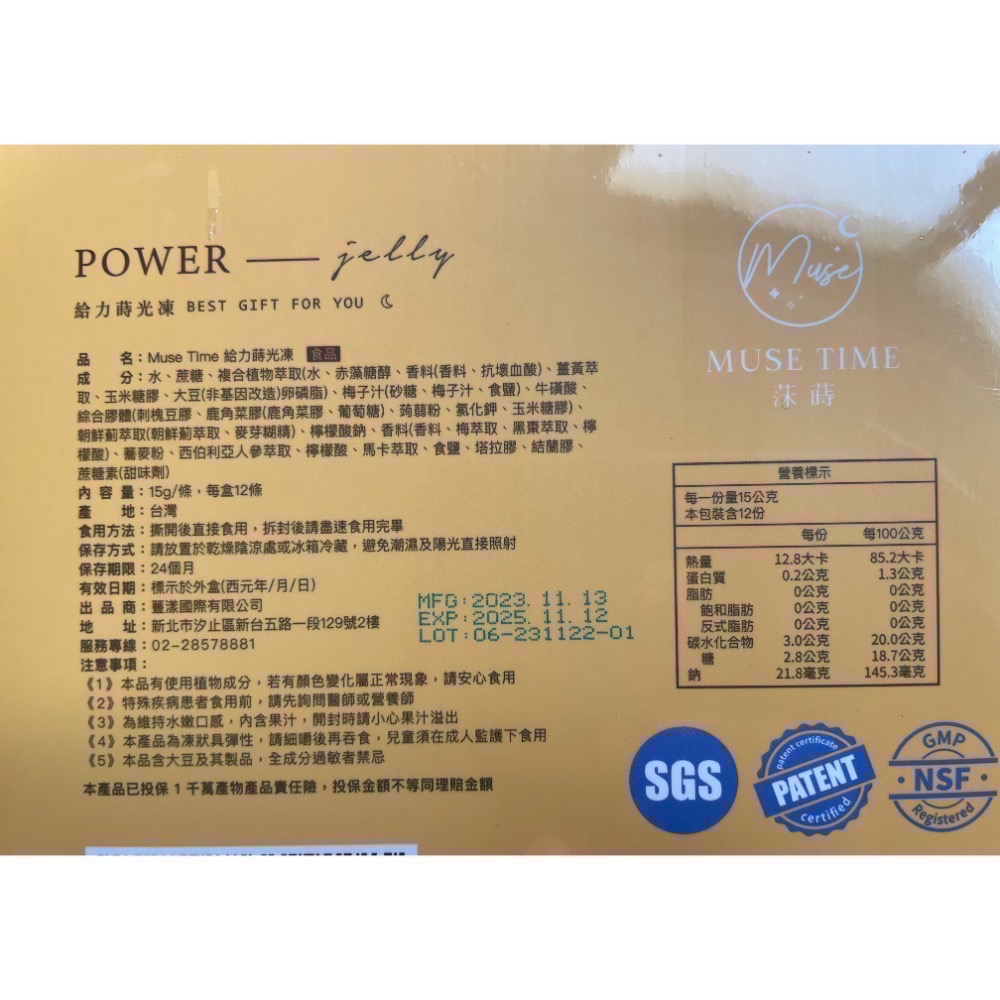 POWER — jelly
給力蒔光凍 BEST GIFT FOR YOU
品　　名：Muse Time 給力蒔光凍 食品
成　　分：水、蔗糖、複合植物萃取(水、赤藻糖醇、香料(香料、抗壞血酸)、薑黃萃
取、玉米糖膠、大豆(非基因改造)卵磷脂)、梅子汁(砂糖、梅子汁、食鹽)、牛磺酸、
綜合膠體(刺槐豆膠、鹿角菜膠(鹿角菜膠、葡萄糖)、蒟蒻粉、氯化鉀、玉米糖膠)、
朝鮮薊萃取(朝鮮薊萃取、麥芽糊精)、檸檬酸鈉、香料(香料、梅萃取、黑棗萃取、檸
檬酸)、蕎麥粉、西伯利亞人參萃取、檸檬酸、馬卡萃取、食鹽、塔拉膠、結蘭膠、
蔗糖素(甜味劑)
內 容 量：15g/條，每盒12條
產　　地：台灣
食用方法：撕開後直接食用，拆封後請盡速食用完畢
保存方式：請放置於乾燥陰涼處或冰箱冷藏，避免潮濕及陽光直接照射
保存期限：24個月
有效日期：標示於外盒(西元年/月/日)
出 品 商：蕈漾國際有限公司
地　　址：新北市汐止區新台五路一段129號2樓
服務專線：02-28578881
MFG:2023. 11. 13
EXP:2025. 11. 12
LOT:06-231122-01
注意事項：
《1》本品有使用植物成分，若有顏色變化屬正常現象，請安心食用
《2》特殊疾病患者食用前，請先詢問醫師或營養師
《3》為維持水嫩口感，內含果汁，開封時請小心果汁溢出
《4》本產品為凍狀具彈性，請細嚼後再吞食，兒童須在成人監護下食用
《5》本品含大豆及其製品，全成分過敏者禁忌
本產品已投保 1 千萬產物產品責任險，投保金額不等同理賠金額
Muse
MUSE TIME
莯蒔
營養標示
每一份量15公克
本包裝含12份
每份　每100公克
熱量　12.8大卡　85.2大卡
蛋白質　0.2公克　1.3公克
脂肪　0公克　0公克
飽和脂肪　0公克　0公克
反式脂肪　0公克　0公克
碳水化合物　3.0公克　20.0公克
糖　2.8公克　18.7公克
鈉　21.8毫克　145.3毫克
SGS
patent certificate
PATENT
certified
GMP
NSF
Registered